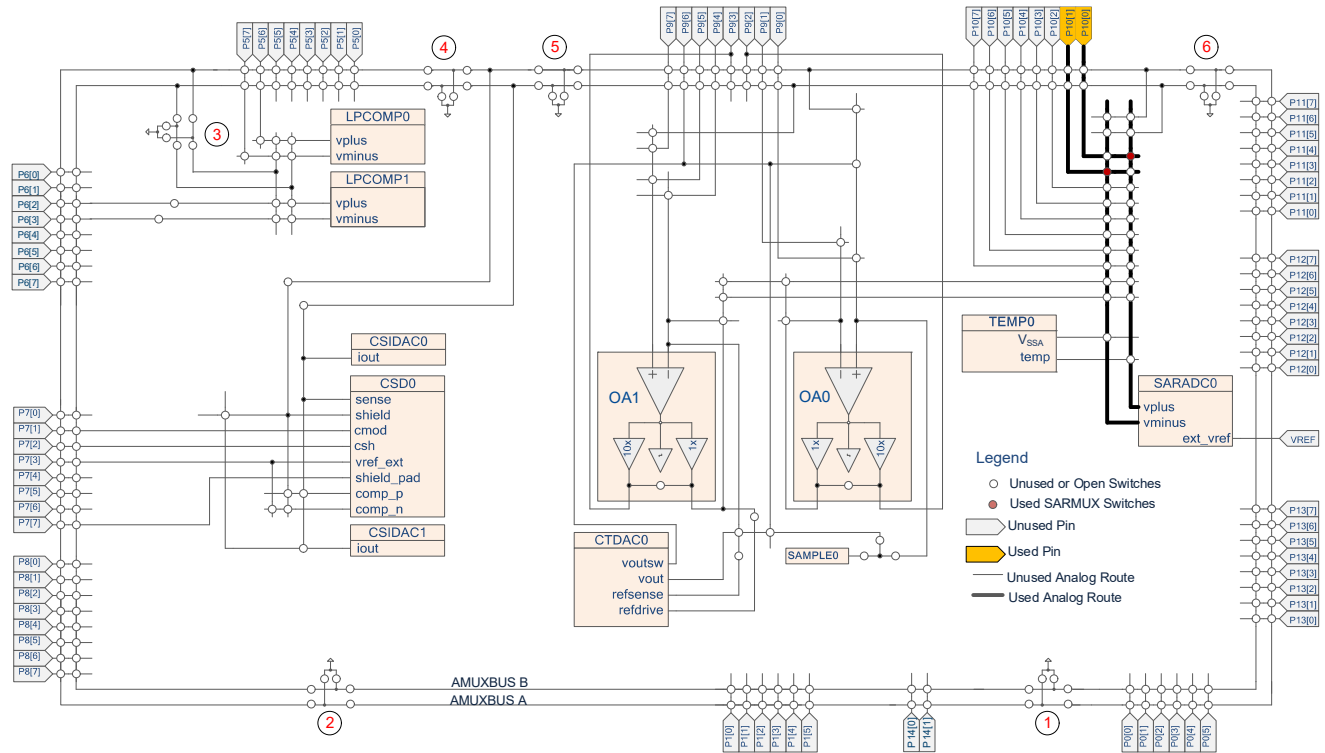 P5[7]
P5[6]
P5[5]
P5[4]
P5[3]
P5[2]
P5[1]
P5[0]
4
5
P9[7]
P9[6]
P9[5]
P9[4]
P9[3]
P9[2]
P9[1]
P9[0]
P10[7]
P10[6]
P10[5]
P10[4]
P10[3]
P10[2]
P10[1]
P10[0]
6
3
LPCOMP0
vplus
vminus
LPCOMP1
vplus
vminus
P6[0]
P6[1]
P6[2]
P6[3]
P6[4]
P6[5]
P6[6]
P6[7]
P11[7]
P11[6]
P11[5]
P11[4]
P11[3]
P11[2]
P11[1]
P11[0]
P12[7]
P12[6]
P12[5]
P12[4]
P12[3]
P12[2]
P12[1]
P12[0]
CSIDAC0
iout
CSD0
sense
shield
cmod
csh
vref_ext
shield_pad
comp_p
comp_n
CSIDAC1
iout
P7[0]
P7[1]
P7[2]
P7[3]
P7[4]
P7[5]
P7[6]
P7[7]
P8[0]
P8[1]
P8[2]
P8[3]
P8[4]
P8[5]
P8[6]
P8[7]
OA1
+
10x
1x
OA0
+
1x
10x
TEMP0
VSSA
temp
SARADC0
vplus
vminus
ext_vref
VREF
CTDAC0
voutsw
vout
refsense
refdrive
SAMPLE0
Legend
Unused or Open Switches
Used SARMUX Switches
Unused Pin
Used Pin
Unused Analog Route
Used Analog Route
P13[7]
P13[6]
P13[5]
P13[4]
P13[3]
P13[2]
P13[1]
P13[0]
AMUXBUS B
AMUXBUS A
2
1
P1[0]
P1[1]
P1[2]
P1[3]
P1[4]
P1[5]
P14[0]
P14[1]
P0[0]
P0[1]
P0[2]
P0[3]
P0[4]
P0[5]